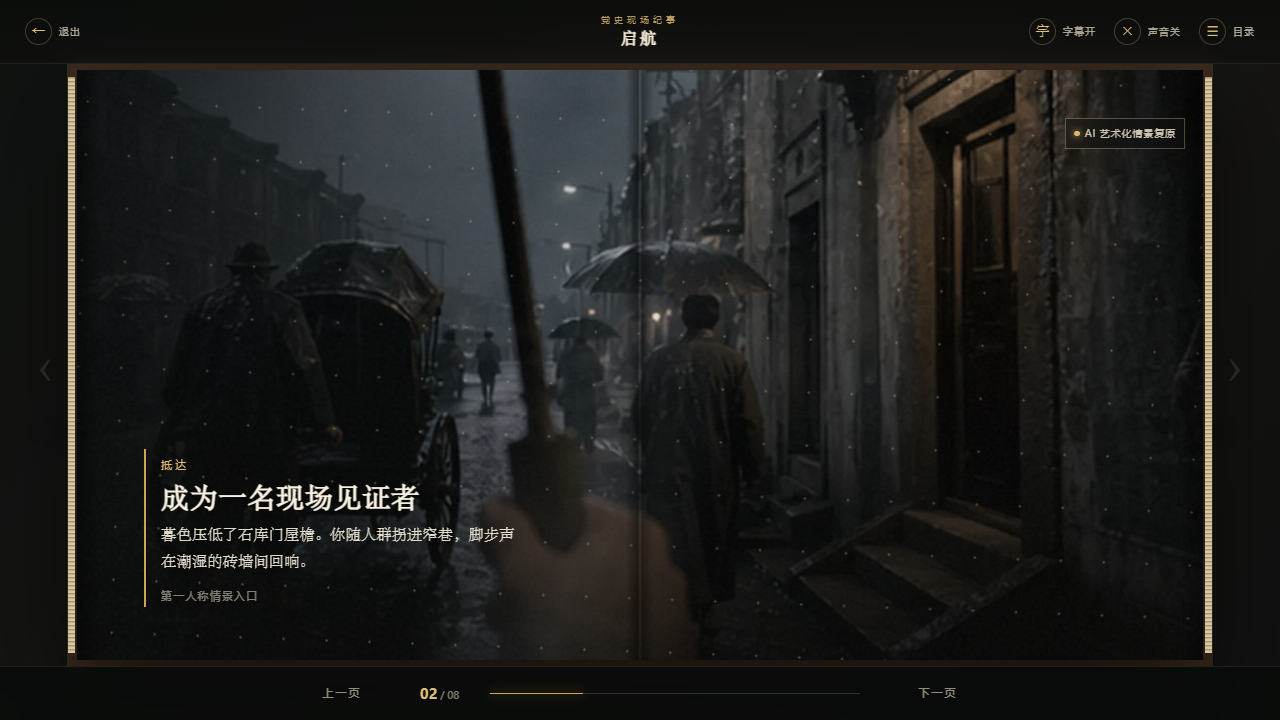 ← 退出
党史现场纪事
启航
字 字幕开
× 声音关
☰ 目录
AI 艺术化情景复原
抵达
成为一名现场见证者
暮色压低了石库门屋檐。你随人群拐进窄巷，脚步声
在潮湿的砖墙间回响。
第一人称情景入口
上一页
02 / 08
下一页